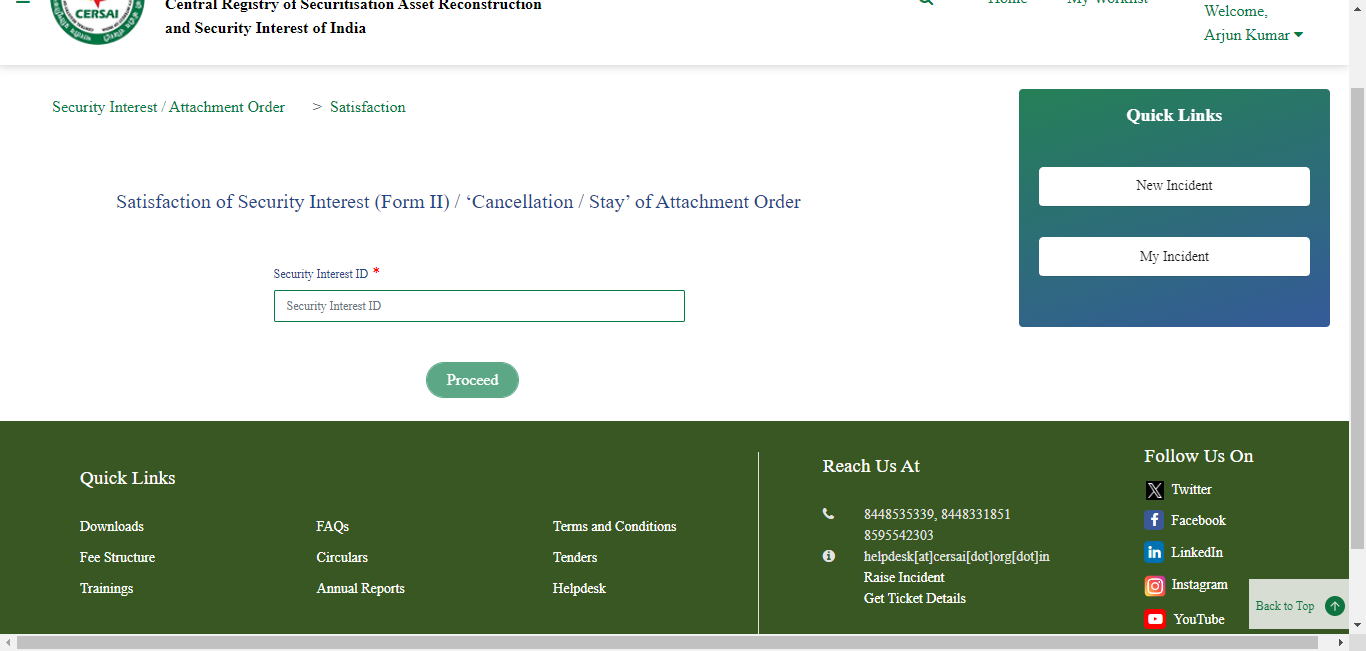 CERSAI
Central Registry of Securitisation Asset Reconstruction
and Security Interest of India
Home
My Worklist
Welcome,
Arjun Kumar
Security Interest / Attachment Order > Satisfaction
Satisfaction of Security Interest (Form II) / ‘Cancellation / Stay’ of Attachment Order
Security Interest ID *
Security Interest ID
Proceed
Quick Links
New Incident
My Incident
Quick Links
Downloads
FAQs
Terms and Conditions
Fee Structure
Circulars
Tenders
Trainings
Annual Reports
Helpdesk
Reach Us At
8448535339, 8448331851
8595542303
helpdesk[at]cersai[dot]org[dot]in
Raise Incident
Get Ticket Details
Follow Us On
Twitter
Facebook
LinkedIn
Instagram
YouTube
Back to Top